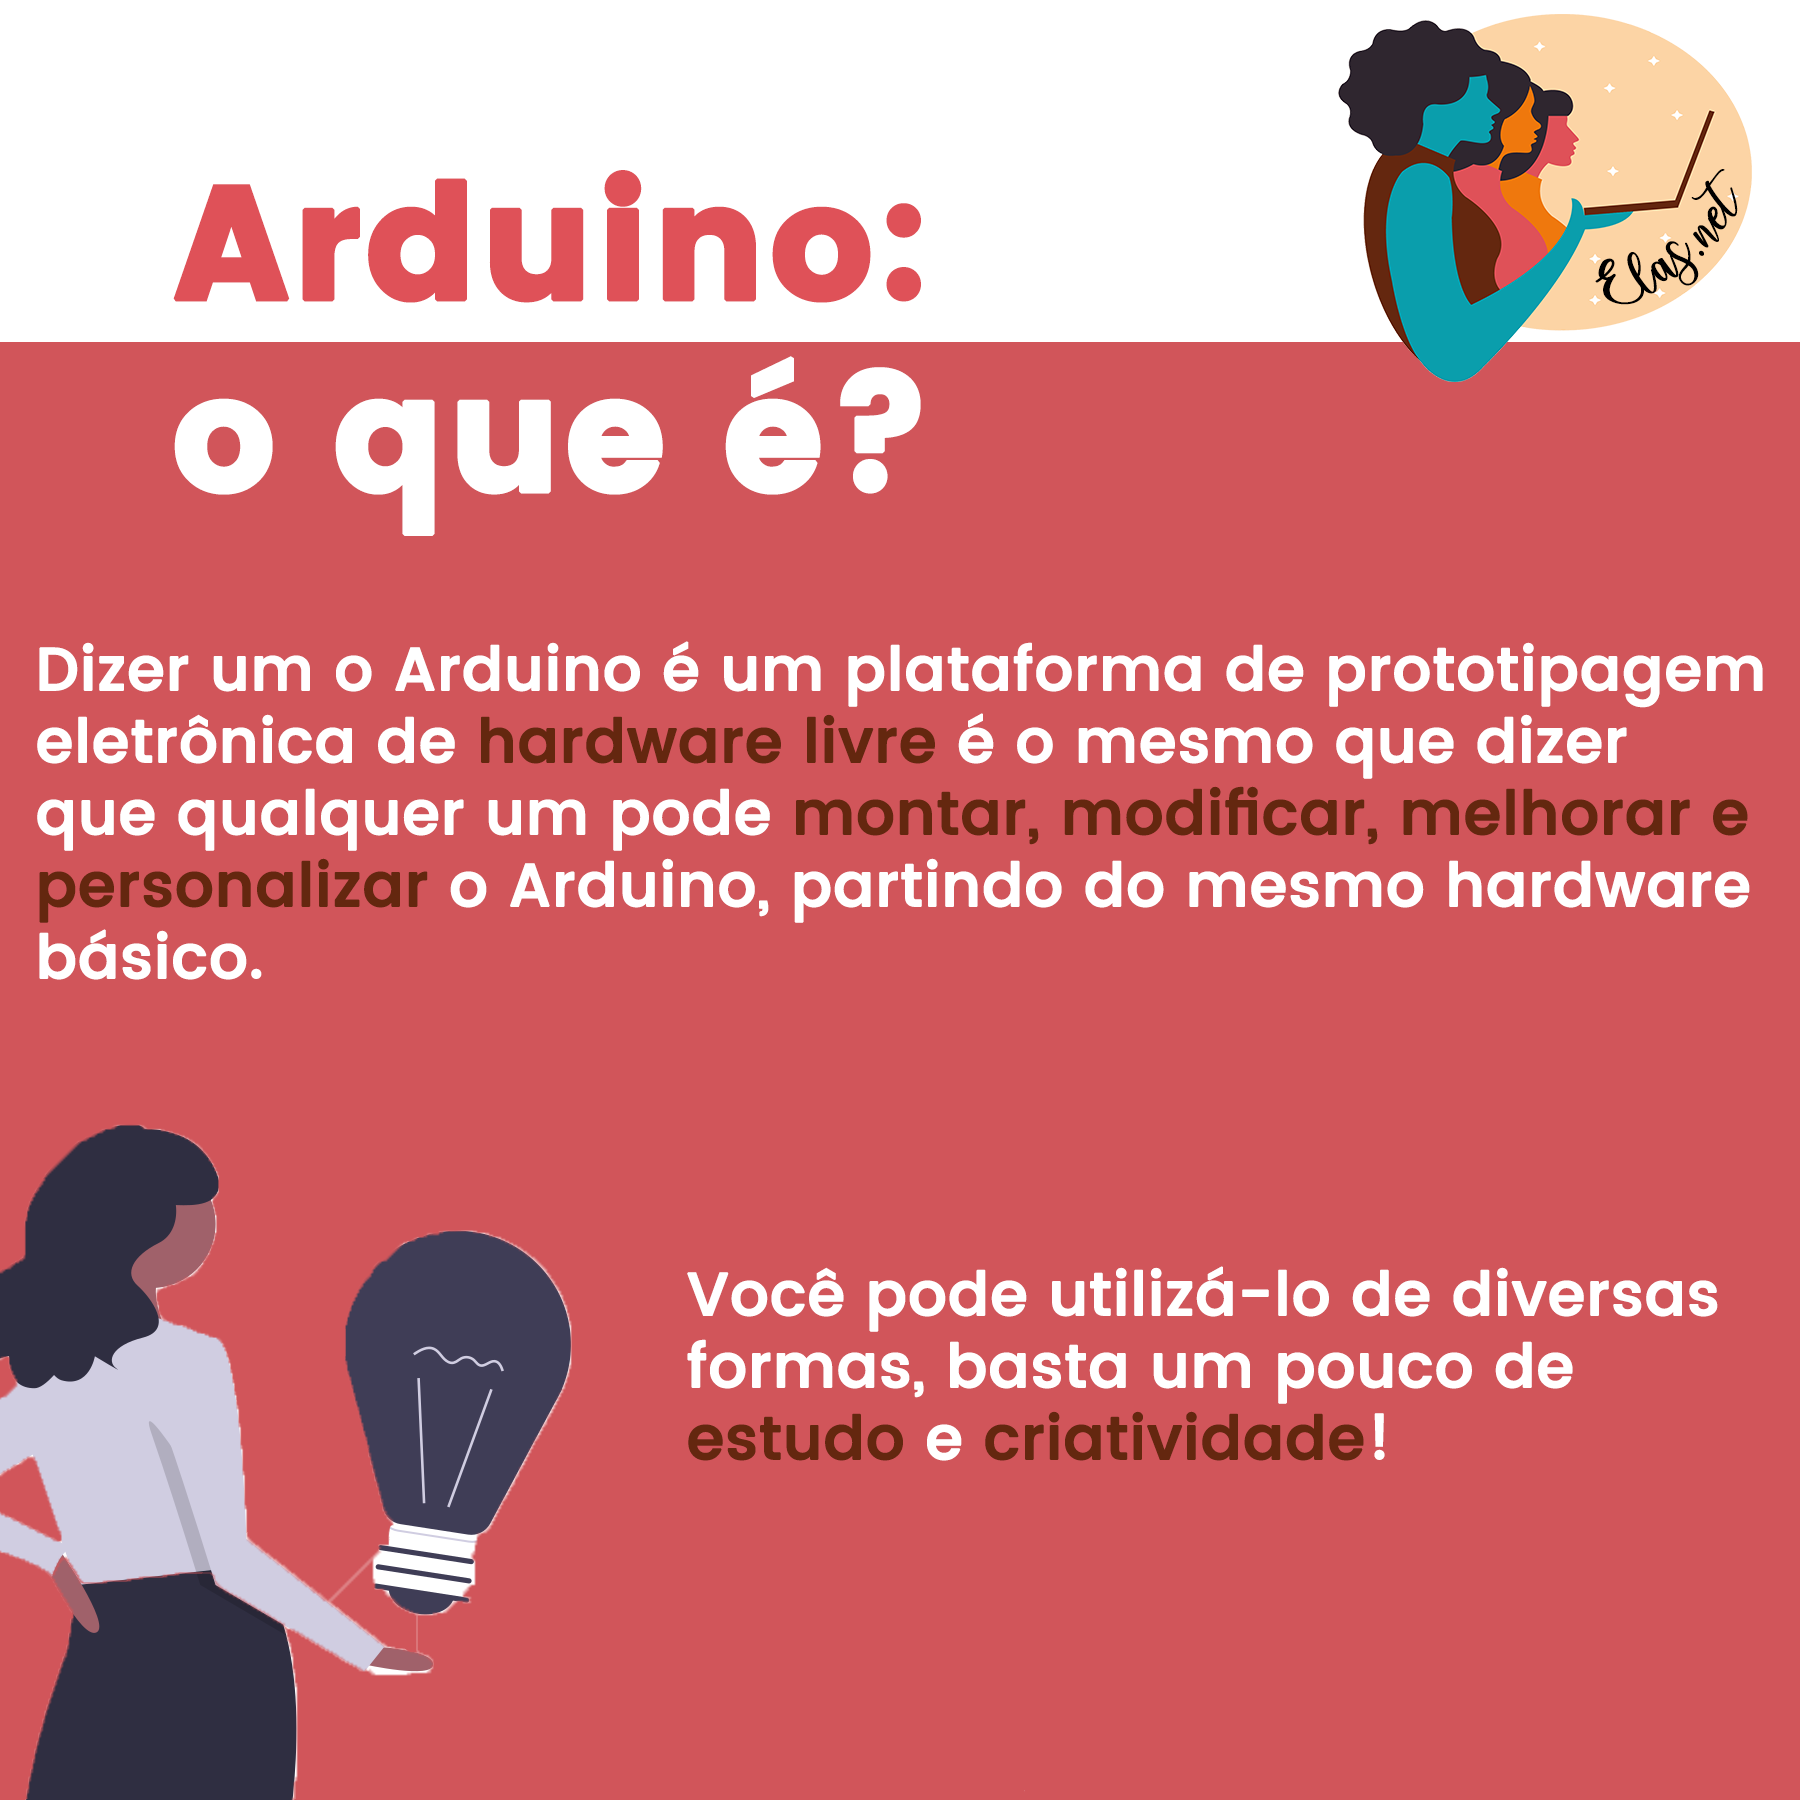 Elas.net
Arduino:
o que é?
Dizer um o Arduino é um plataforma de prototipagem
eletrônica de hardware livre é o mesmo que dizer
que qualquer um pode montar, modificar, melhorar e
personalizar o Arduino, partindo do mesmo hardware
básico.
Você pode utilizá-lo de diversas
formas, basta um pouco de
estudo e criatividade!